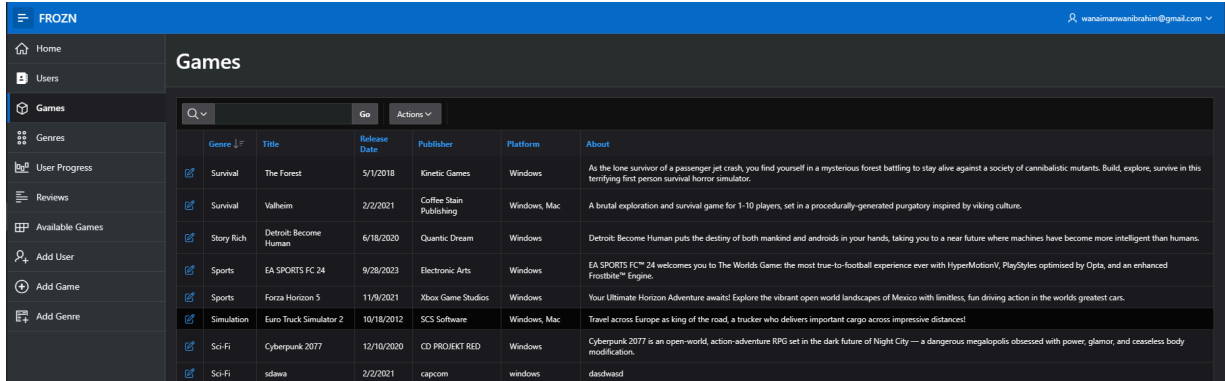 FROZN
wanaimanwanibrahim@gmail.com
Home
Users
Games
Genres
User Progress
Reviews
Available Games
Add User
Add Game
Add Genre
Games
Go Actions
Genre Title Release Date Publisher Platform About
Survival The Forest 5/1/2018 Kinetic Games Windows As the lone survivor of a passenger jet crash, you find yourself in a mysterious forest battling to stay alive against a society of cannibalistic mutants. Build, explore, survive in this
terrifying first person survival horror simulator.
Survival Valheim 2/2/2021 Coffee Stain Publishing Windows, Mac A brutal exploration and survival game for 1-10 players, set in a procedurally-generated purgatory inspired by viking culture.
Story Rich Detroit: Become Human 6/18/2020 Quantic Dream Windows Detroit: Become Human puts the destiny of both mankind and androids in your hands, taking you to a near future where machines have become more intelligent than humans.
Sports EA SPORTS FC 24 9/28/2023 Electronic Arts Windows EA SPORTS FC™ 24 welcomes you to The Worlds Game: the most true-to-football experience ever with HyperMotionV, PlayStyles optimised by Opta, and an enhanced
Frostbite™ Engine.
Sports Forza Horizon 5 11/9/2021 Xbox Game Studios Windows Your Ultimate Horizon Adventure awaits! Explore the vibrant open world landscapes of Mexico with limitless, fun driving action in the worlds greatest cars.
Simulation Euro Truck Simulator 2 10/18/2012 SCS Software Windows, Mac Travel across Europe as king of the road, a trucker who delivers important cargo across impressive distances!
Sci-Fi Cyberpunk 2077 12/10/2020 CD PROJEKT RED Windows Cyberpunk 2077 is an open-world, action-adventure RPG set in the dark future of Night City — a dangerous megalopolis obsessed with power, glamor, and ceaseless body
modification.
Sci-Fi sdawa 2/2/2021 capcom windows dasdwasd